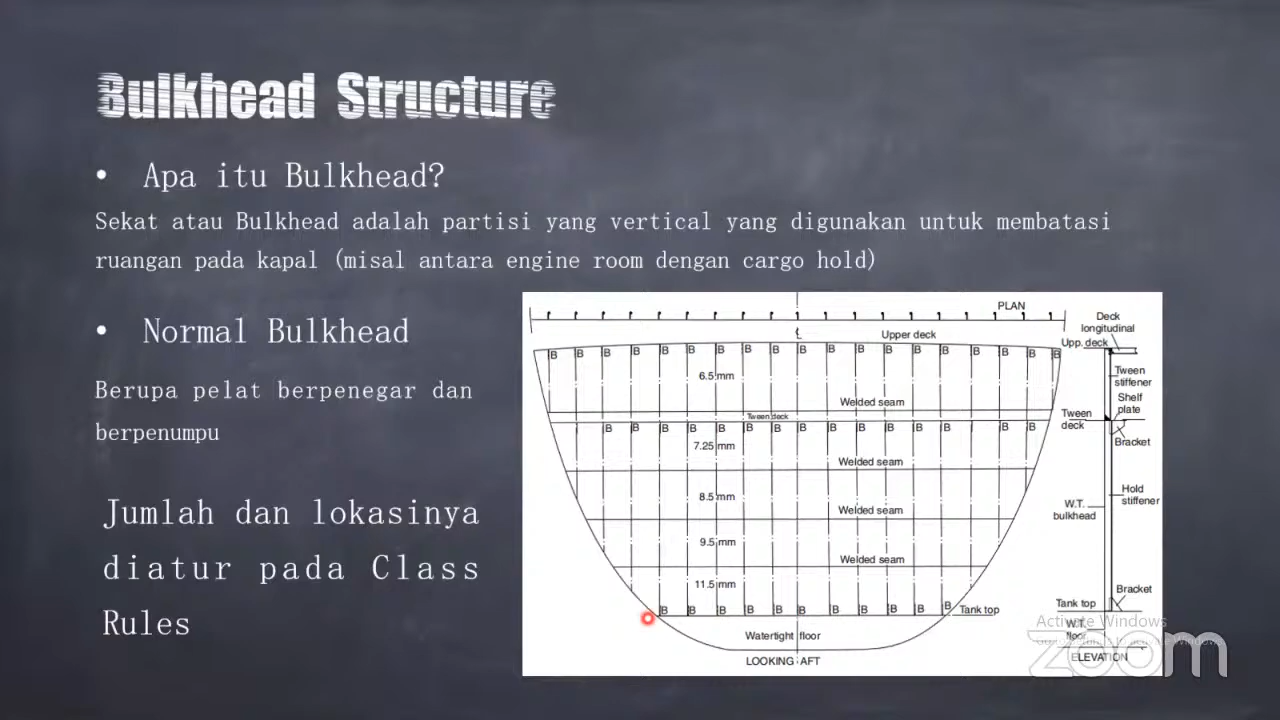 Bulkhead Structure
• Apa itu Bulkhead?
Sekat atau Bulkhead adalah partisi yang vertical yang digunakan untuk membatasi
ruangan pada kapal (misal antara engine room dengan cargo hold)
• Normal Bulkhead
Berupa pelat berpenegar dan
berpenumpu
Jumlah dan lokasinya
diatur pada Class
Rules
PLAN
Upper deck
B B B B B B B B B B B B B B B B B B B
6.5 mm
Welded seam
Tween deck
B B B B B B B B B B B B B B B
7.25 mm
Welded seam
8.5 mm
Welded seam
9.5 mm
Welded seam
11.5 mm
B B B B B B B B B B B
Tank top
Watertight floor
LOOKING AFT
Deck
longitudinal
Upp. deck
Tween
stiffener
Shelf
plate
Tween
deck
Bracket
Hold
stiffener
W.T.
bulkhead
Bracket
Tank top
W.T.
floor
ELEVATION
Activate Windows
zoom